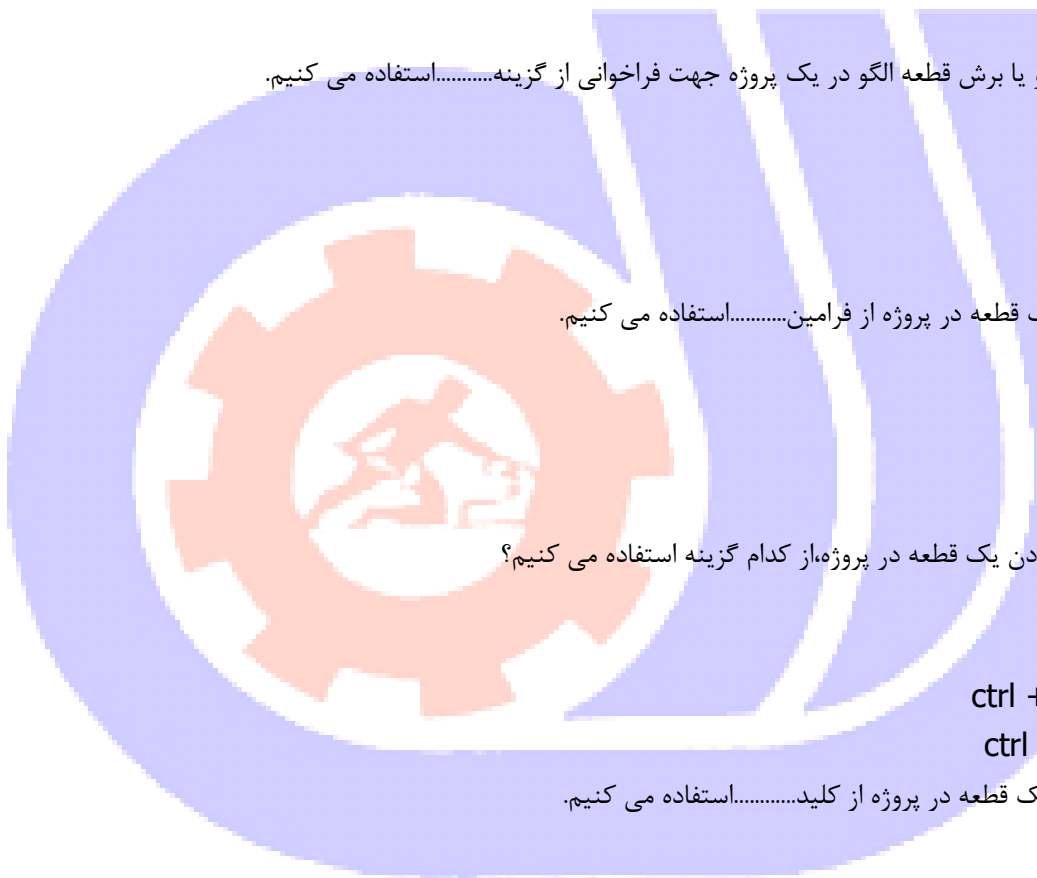 یا برش قطعه الگو در یک پروژه جهت فراخوانی از گزینه...........استفاده می کنیم.
قطعه در پروژه از فرامین...........استفاده می کنیم.
یک قطعه در پروژه،از کدام گزینه استفاده می کنیم؟
ctrl +
ctrl
قطعه در پروژه از کلید............استفاده می کنیم.